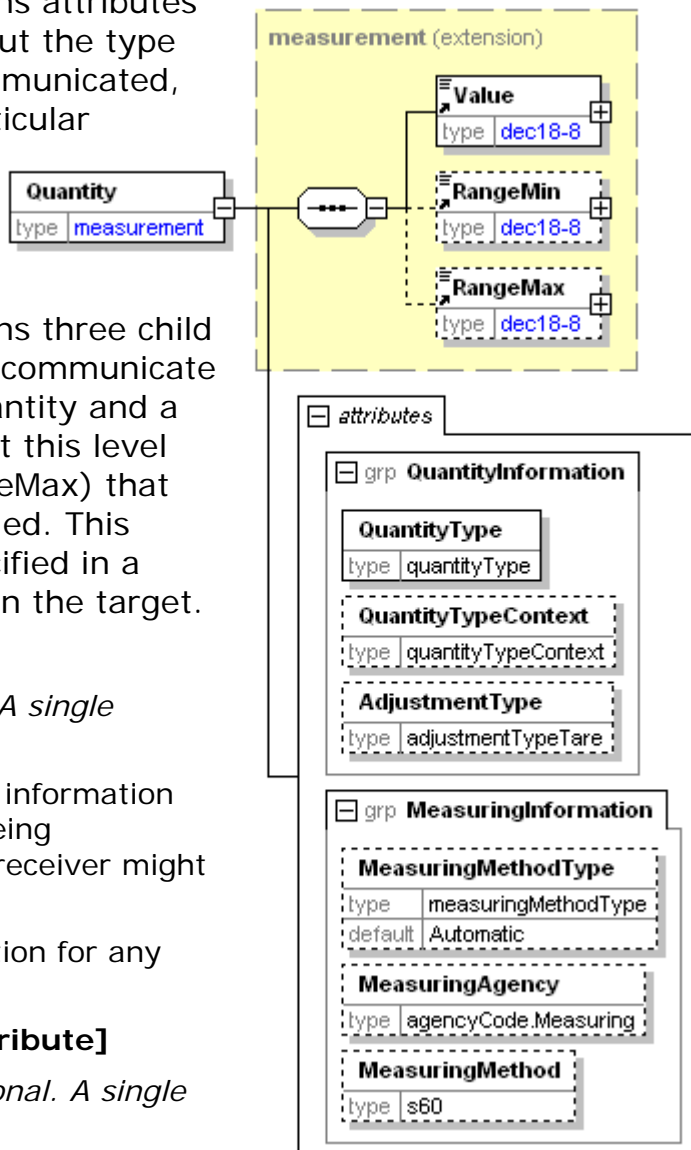 ns attributes
out the type
nmunicated,
ticular
ns three child
communicate
antity and a
t this level
eMax) that
ed. This
ified in a
n the target.
A single
information
eing
receiver might
tion for any
ribute]
onal. A single
measurement (extension)
Value
type dec18-8
Quantity
type measurement
RangeMin
type dec18-8
RangeMax
type dec18-8
attributes
grp QuantityInformation
QuantityType
type quantityType
QuantityTypeContext
type quantityTypeContext
AdjustmentType
type adjustmentTypeTare
grp MeasuringInformation
MeasuringMethodType
type measuringMethodType
default Automatic
MeasuringAgency
type agencyCode.Measuring
MeasuringMethod
type s60